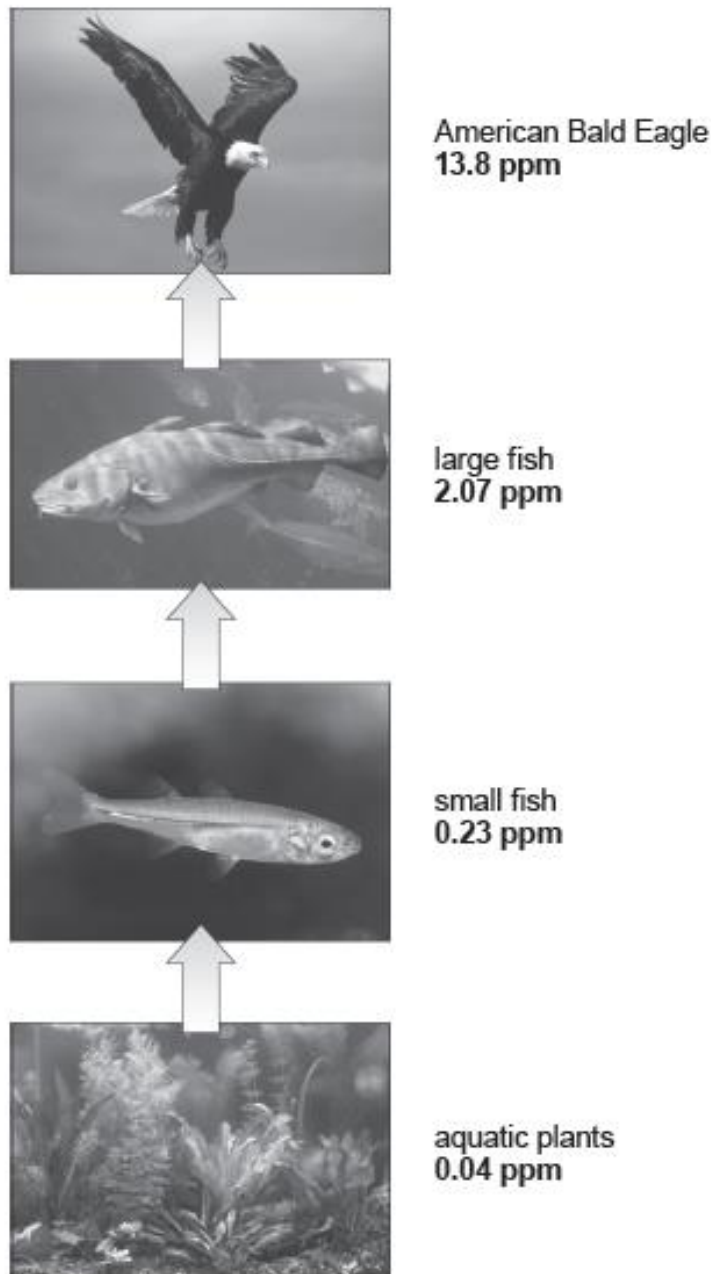 American Bald Eagle
13.8 ppm
large fish
2.07 ppm
small fish
0.23 ppm
aquatic plants
0.04 ppm